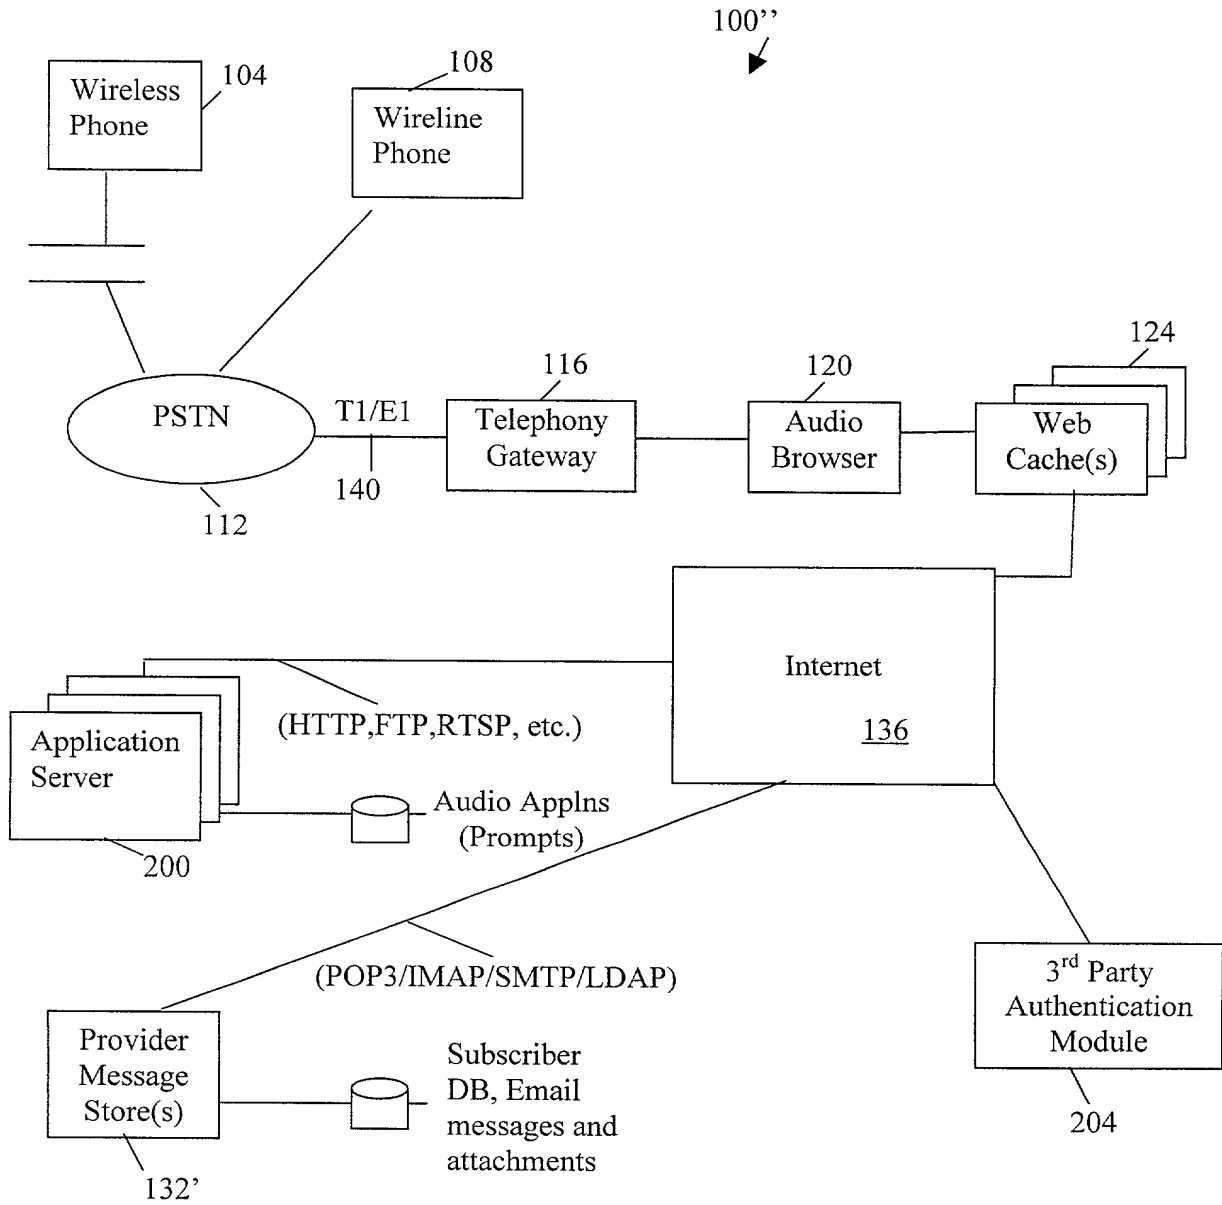 100’’
Wireless
Phone
104
108
Wireline
Phone
124
PSTN
T1/E1
140
112
116
Telephony
Gateway
120
Audio
Browser
Web
Cache(s)
Internet
136
(HTTP,FTP,RTSP, etc.)
Application
Server
200
Audio Applns
(Prompts)
(POP3/IMAP/SMTP/LDAP)
3rd Party
Authentication
Module
204
Provider
Message
Store(s)
132’
Subscriber
DB, Email
messages and
attachments